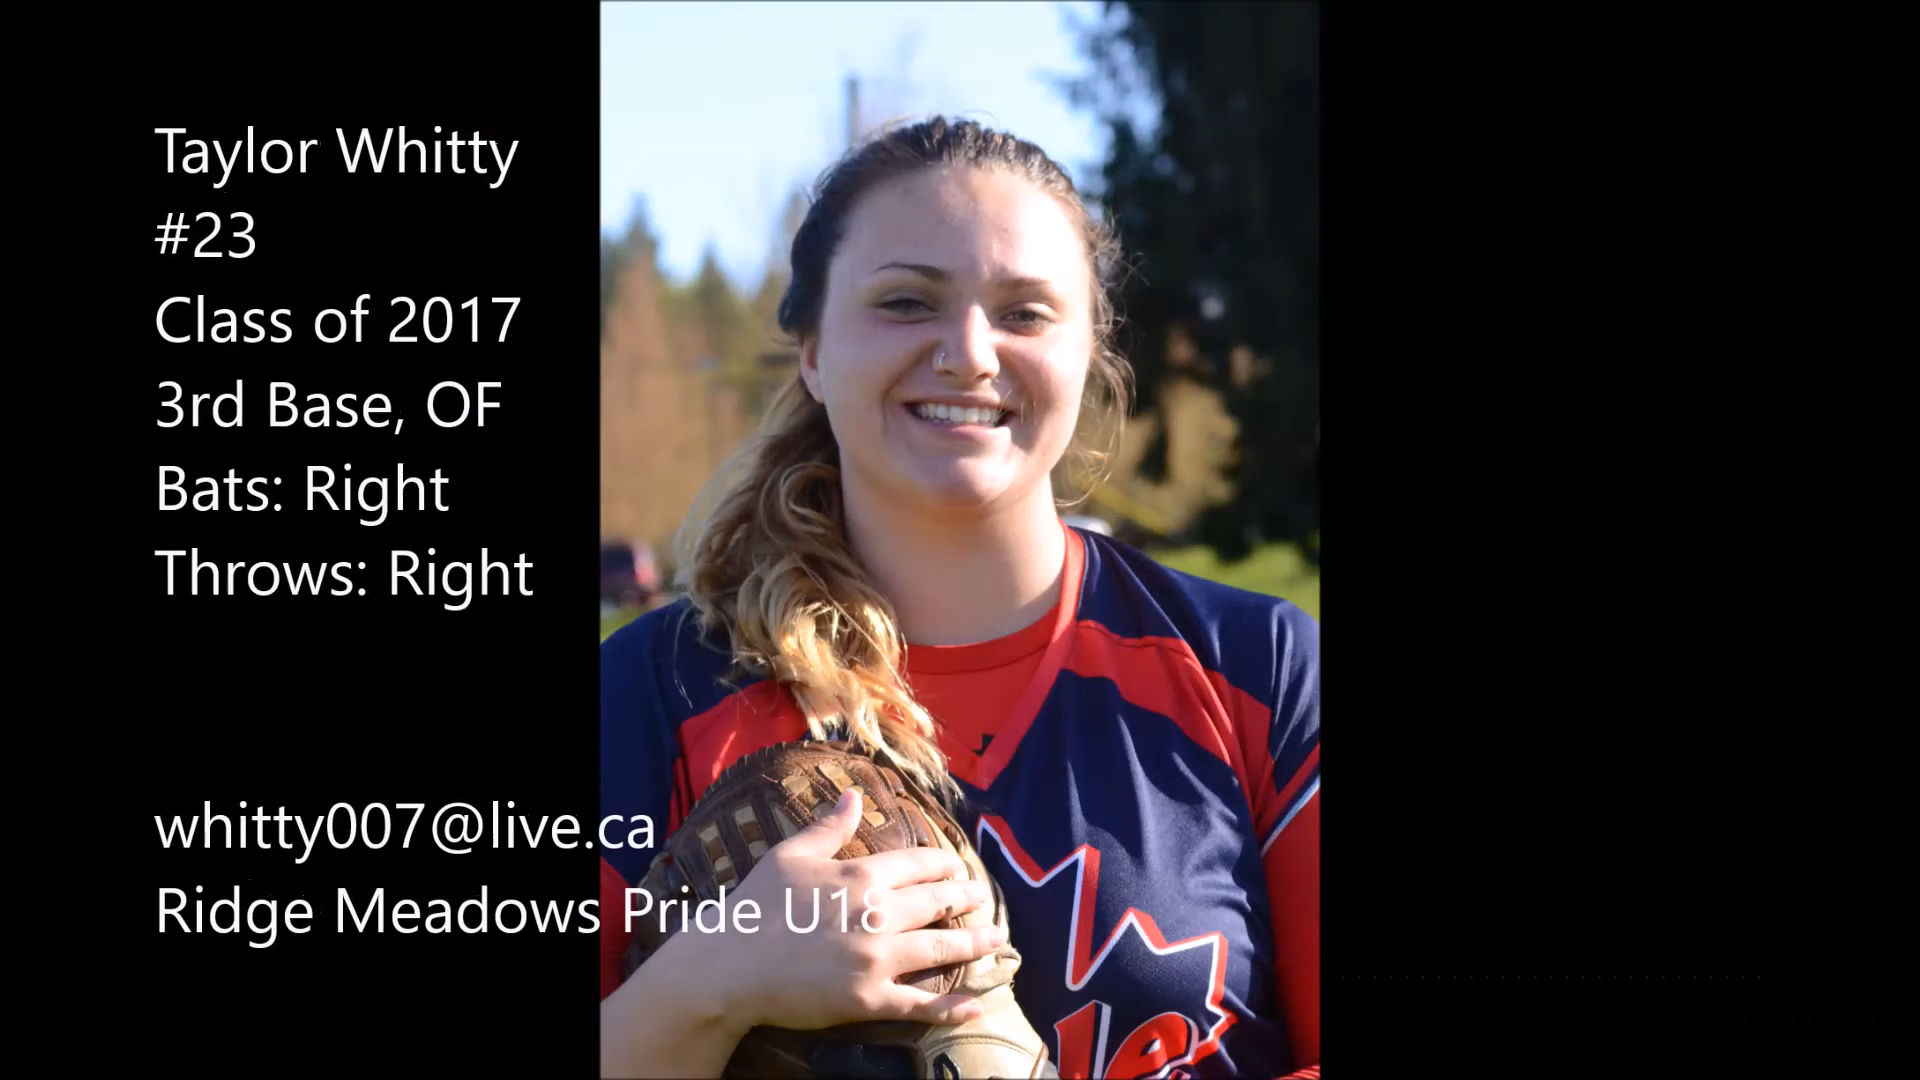 Taylor Whitty
#23
Class of 2017
3rd Base, OF
Bats: Right
Throws: Right
whitty007@live.ca
Ridge Meadows Pride U18